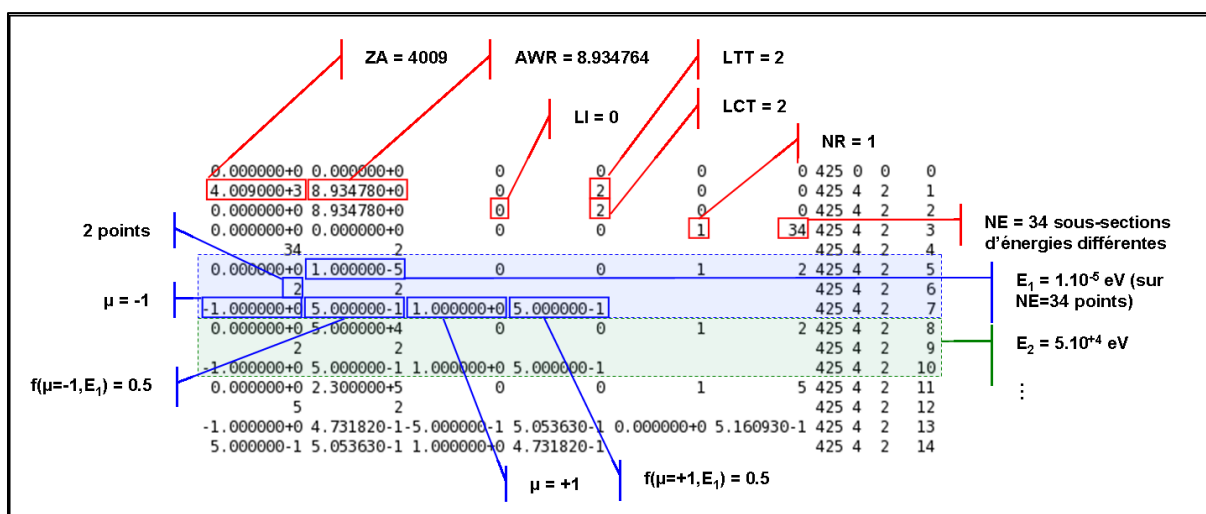 ZA = 4009 AWR = 8.934764 LTT = 2
LI = 0 LCT = 2
NR = 1
0.000000+0 0.000000+0 0 0 0 0 425 0 0 0
4.009000+3 8.934780+0 0 2 0 0 425 4 2 1
0.000000+0 8.934780+0 0 2 0 0 425 4 2 2
0.000000+0 0.000000+0 0 0 1 34 425 4 2 3
34 2 425 4 2 4
0.000000+0 1.000000-5 0 0 1 2 425 4 2 5
2 2 425 4 2 6
-1.000000+0 5.000000-1 1.000000+0 5.000000-1 425 4 2 7
0.000000+0 5.000000+4 0 0 1 2 425 4 2 8
2 2 425 4 2 9
-1.000000+0 5.000000-1 1.000000+0 5.000000-1 425 4 2 10
0.000000+0 2.300000+5 0 0 1 5 425 4 2 11
5 2 425 4 2 12
-1.000000+0 4.731820-1-5.000000-1 5.053630-1 0.000000+0 5.160930-1 425 4 2 13
5.000000-1 5.053630-1 1.000000+0 4.731820-1 425 4 2 14
2 points
μ = -1
f(μ=-1,E1) = 0.5
NE = 34 sous-sections
d'énergies différentes
E1 = 1.10-5 eV (sur
NE=34 points)
E2 = 5.10+4 eV
⋮
μ = +1 f(μ=+1,E1) = 0.5